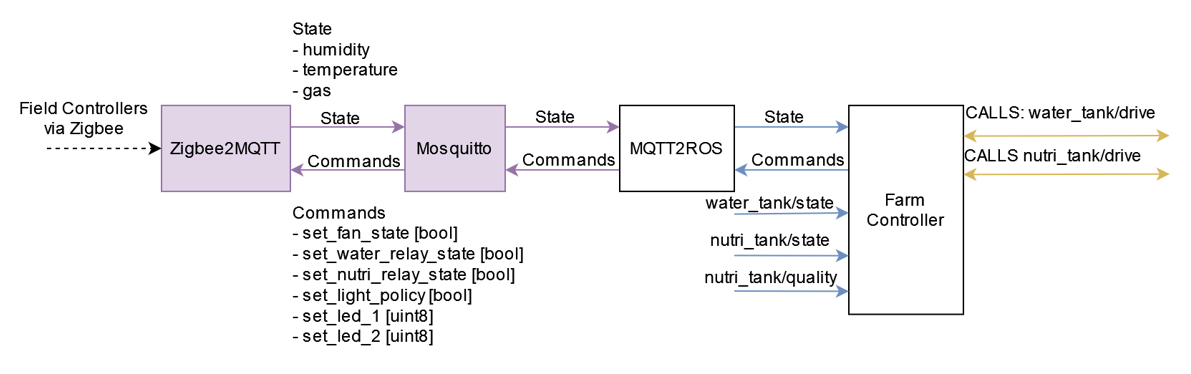 State
- humidity
- temperature
- gas
Field Controllers
via Zigbee
Zigbee2MQTT
State
Commands
Mosquitto
State
Commands
MQTT2ROS
State
Commands
water_tank/state
nutri_tank/state
nutri_tank/quality
Farm
Controller
CALLS: water_tank/drive
CALLS nutri_tank/drive
Commands
- set_fan_state [bool]
- set_water_relay_state [bool]
- set_nutri_relay_state [bool]
- set_light_policy [bool]
- set_led_1 [uint8]
- set_led_2 [uint8]